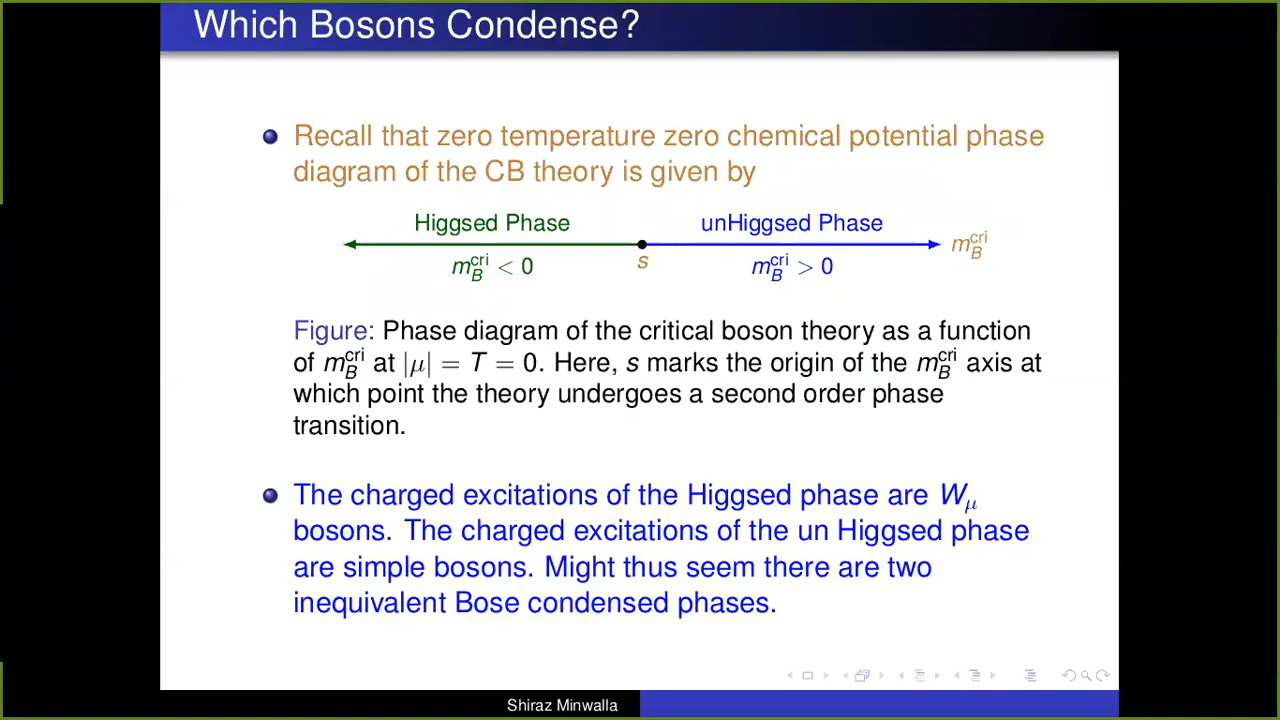 Which Bosons Condense?
Recall that zero temperature zero chemical potential phase
diagram of the CB theory is given by
Higgsed Phase unHiggsed Phase
m_B^cri < 0 s m_B^cri > 0 m_B^cri
Figure: Phase diagram of the critical boson theory as a function
of m_B^cri at |μ| = T = 0. Here, s marks the origin of the m_B^cri axis at
which point the theory undergoes a second order phase
transition.
The charged excitations of the Higgsed phase are W_μ
bosons. The charged excitations of the un Higgsed phase
are simple bosons. Might thus seem there are two
inequivalent Bose condensed phases.
Shiraz Minwalla